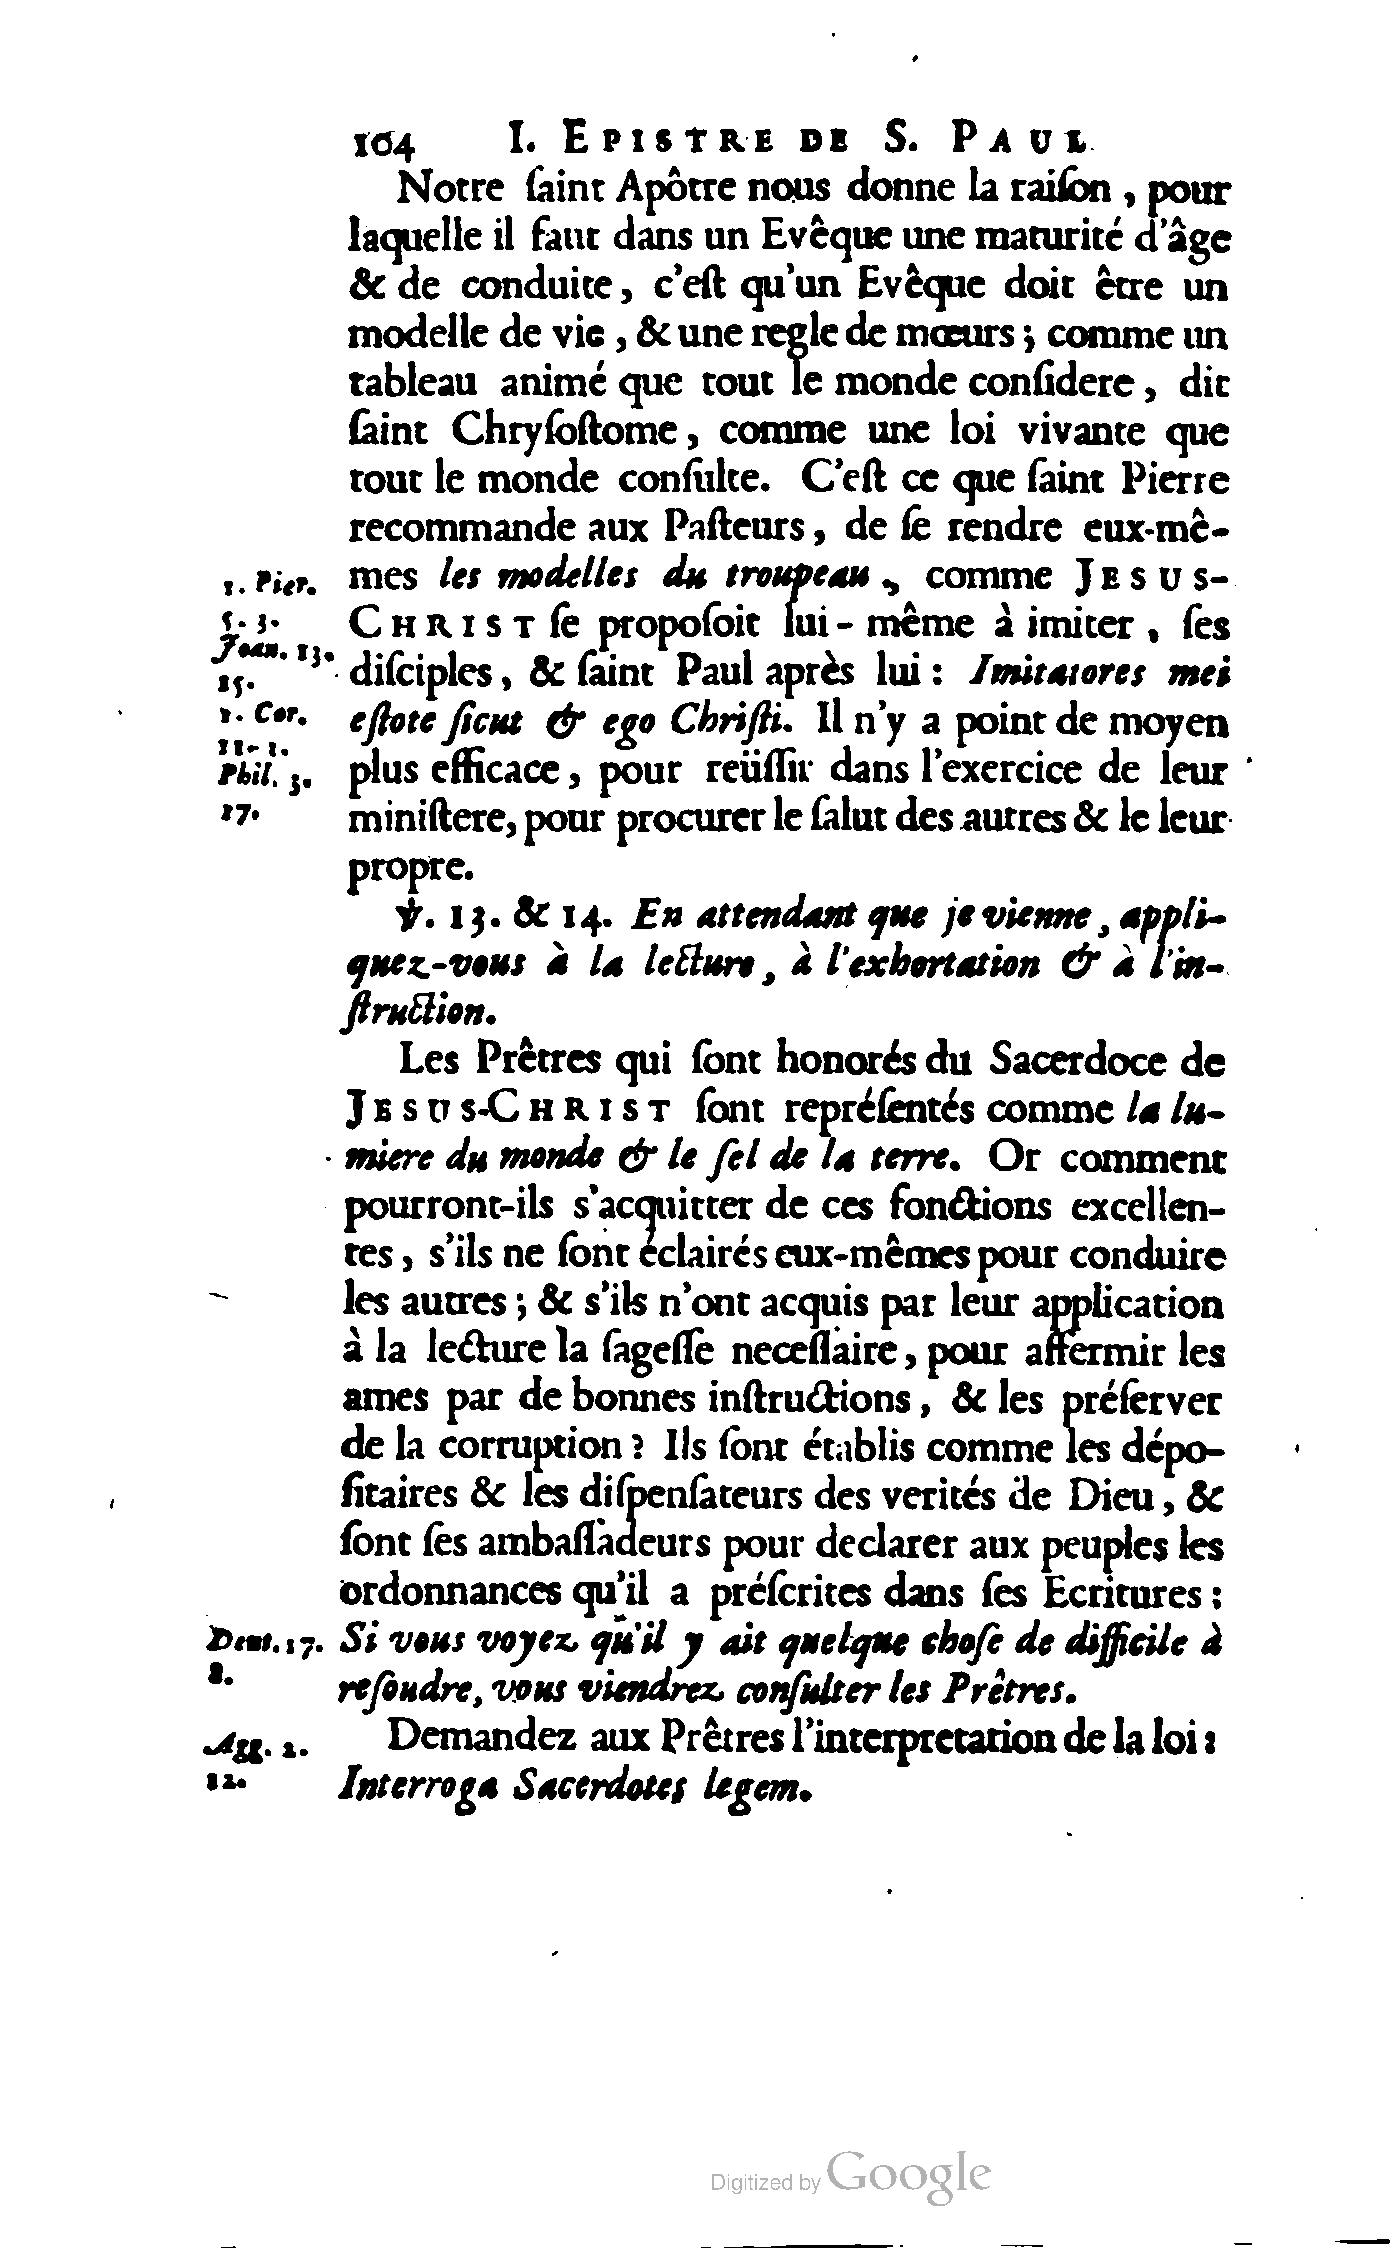 104 I. EPISTRE DE S. PAUL
Notre ſaint Apôtre nous donne la raiſon , pour
laquelle il faut dans un Evêque une maturité d'âge
& de conduite, c'eſt qu'un Evêque doit être un
modelle de vie , & une regle de mœurs ; comme un
tableau animé que tout le monde conſidere , dit
ſaint Chryſoſtome, comme une loi vivante que
tout le monde conſulte. C'eſt ce que ſaint Pierre
recommande aux Paſteurs, de ſe rendre eux-mê-
1. Pier. mes les modelles du troupeau , comme JESUS-
5. 3. CHRIST ſe propoſoit lui-même à imiter , ſes
Joan. 13. diſciples, & ſaint Paul après lui : Imitatores mei
15.
1. Cor. eſtote ſicut & ego Chriſti. Il n'y a point de moyen
11. 1.
Phil. 3. plus efficace, pour reüſſir dans l'exercice de leur
17. miniſtere, pour procurer le ſalut des autres & le leur
propre.
℣. 13. & 14. En attendant que je vienne, appli-
quez-vous à la lecture, à l'exhortation & à l'in-
ſtruction.
Les Prêtres qui ſont honorés du Sacerdoce de
JESUS-CHRIST ſont repréſentés comme la lu-
miere du monde & le ſel de la terre. Or comment
pourront-ils s'acquitter de ces fonctions excellen-
tes, s'ils ne ſont éclairés eux-mêmes pour conduire
les autres ; & s'ils n'ont acquis par leur application
à la lecture la ſageſſe neceſſaire, pour affermir les
ames par de bonnes inſtructions, & les préſerver
de la corruption ? Ils ſont établis comme les dépo-
ſitaires & les diſpenſateurs des verités de Dieu, &
ſont ſes ambaſſadeurs pour declarer aux peuples les
ordonnances qu'il a préſcrites dans ſes Ecritures :
Deut. 17. Si vous voyez qu'il y ait quelque choſe de difficile à
8. reſoudre, vous viendrez conſulter les Prêtres.
Agg. 2. Demandez aux Prêtres l'interpretation de la loi :
12. Interroga Sacerdotes legem.
Digitized by Google